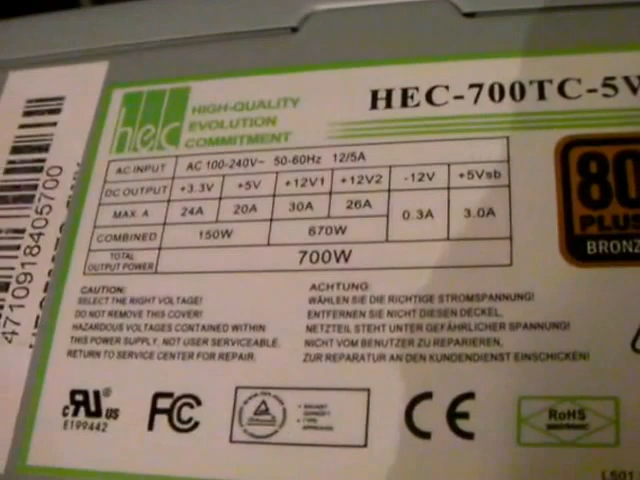 hec
HIGH-QUALITY
EVOLUTION
COMMITMENT
HEC-700TC-5W
80
PLUS
BRONZ
AC INPUT AC 100-240V~ 50-60Hz 12/5A
DC OUTPUT +3.3V +5V +12V1 +12V2 -12V +5Vsb
MAX. A 24A 20A 30A 26A 0.3A 3.0A
COMBINED 150W 670W
TOTAL
OUTPUT POWER 700W
4710918405700
CAUTION:
SELECT THE RIGHT VOLTAGE!
DO NOT REMOVE THIS COVER!
HAZARDOUS VOLTAGES CONTAINED WITHIN
THIS POWER SUPPLY, NOT USER SERVICEABLE.
RETURN TO SERVICE CENTER FOR REPAIR.
ACHTUNG
WÄHLEN SIE DIE RICHTIGE STROMSPANNUNG!
ENTFERNEN SIE NICHT DIESEN DECKEL,
NETZTEIL STEHT UNTER GEFÄHRLICHER SPANNUNG!
NICHT VOM BENUTZER ZU REPARIEREN,
ZUR REPARATUR AN DEN KUNDENDIENST EINSCHICKEN!
c RU® US
E199442
FC
CE
RoHS